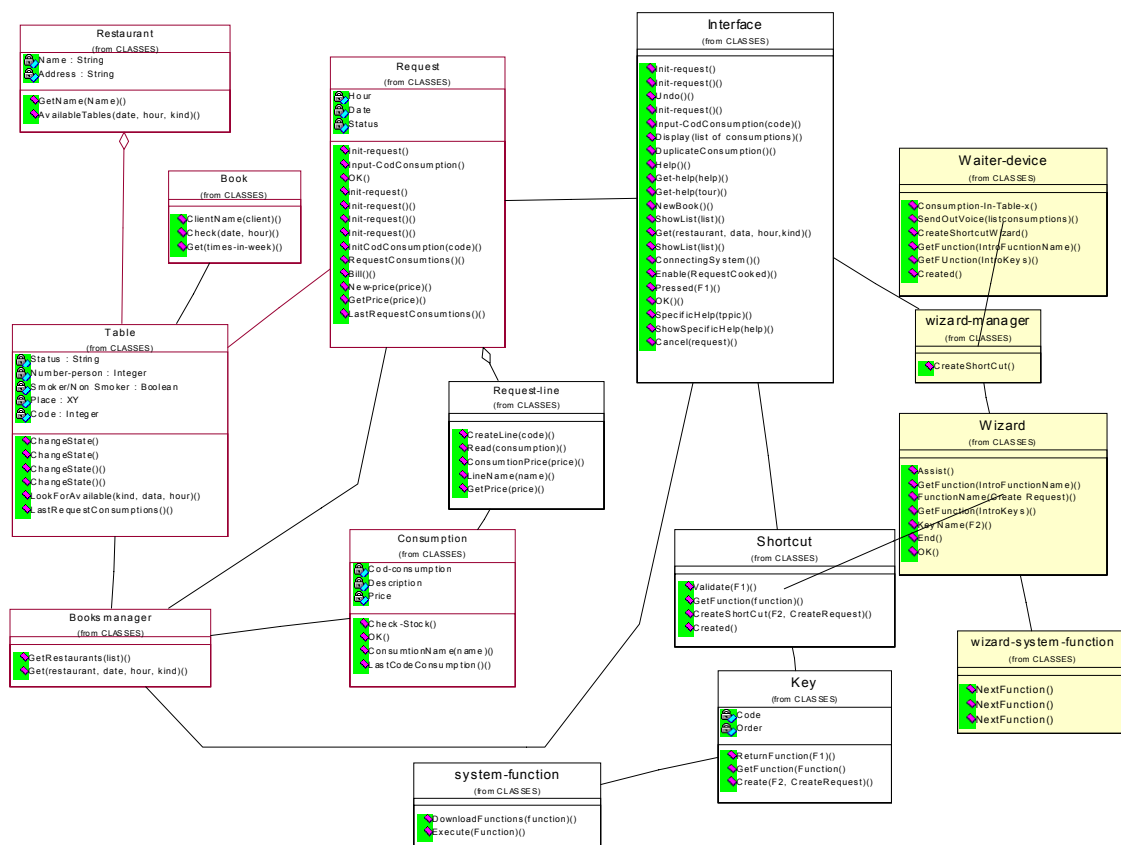 Restaurant
(from CLASSES)
Name : String
Address : String
GetName(Name)()
AvailableTables(date, hour, kind)()
Request
(from CLASSES)
Hour
Date
Status
Init-request()
Input-CodConsumption()
OK()
init-request()
Init-request()
Init-request()
Init-request()
InitCodConsumption(code)()
RequestConsumtions()()
Bill()
New-price(price)()
GetPrice(price)()
LastRequestConsumtions()()
Interface
(from CLASSES)
Init-request()
Init-request()()
Undo()()
Init-request()()
Input-CodConsumption(code)()
Display(list of consumptions)()
DuplicateConsumption()()
Help()()
Get-help(help)()
Get-help(tour)()
NewBook()()
ShowList(list)()
Get(restaurant, data, hour,kind)()
ShowList(list)()
ConnectingSystem()()
Enable(RequestCooked)()
Pressed(F1)()
OK()()
SpecificHelp(tppic)()
ShowSpecificHelp(help)()
Cancel(request)()
Waiter-device
(from CLASSES)
Consumption-In-Table-x()
SendOutVoice(listconsumptions)()
CreateShortcutWizard()
GetFunction(IntroFucntionName)()
GetFUnction(IntroKeys)()
Created()
Book
(from CLASSES)
ClientName(client)()
Check(date, hour)()
Get(times-in-week)()
wizard-manager
(from CLASSES)
CreateShortCut()
Table
(from CLASSES)
Status : String
Number-person : Integer
Smoker/Non Smoker : Boolean
Place : XY
Code : Integer
ChangeState()
ChangeState()
ChangeState()()
ChangeState()()
LookForAvailable(kind, data, hour)()
LastRequestConsumptions()()
Request-line
(from CLASSES)
CreateLine(code)()
Read(consumption)()
ConsumtionPrice(price)()
LineName(name)()
GetPrice(price)()
Wizard
(from CLASSES)
Assist()
GetFunction(IntroFunctionName)()
FunctionName(Create Request)()
GetFunction(IntroKeys)()
KeyName(F2)()
End()
OK()
Consumption
(from CLASSES)
Cod-consumption
Description
Price
Check-Stock()
OK()
ConsumtionName(name)()
LastCodeConsumption()()
Shortcut
(from CLASSES)
Validate(F1)()
GetFunction(function)()
CreateShortCut(F2, CreateRequest)()
Created()
Booksmanager
(from CLASSES)
GetRestaurants(list)()
Get(restaurant, date, hour, kind)()
wizard-system-function
(from CLASSES)
NextFunction()
NextFunction()
NextFunction()
Key
(from CLASSES)
Code
Order
ReturnFunction(F1)()
GetFunction(Function()
Create(F2, CreateRequest)()
system-function
(from CLASSES)
DownloadFunctions(function)()
Execute(Function)()